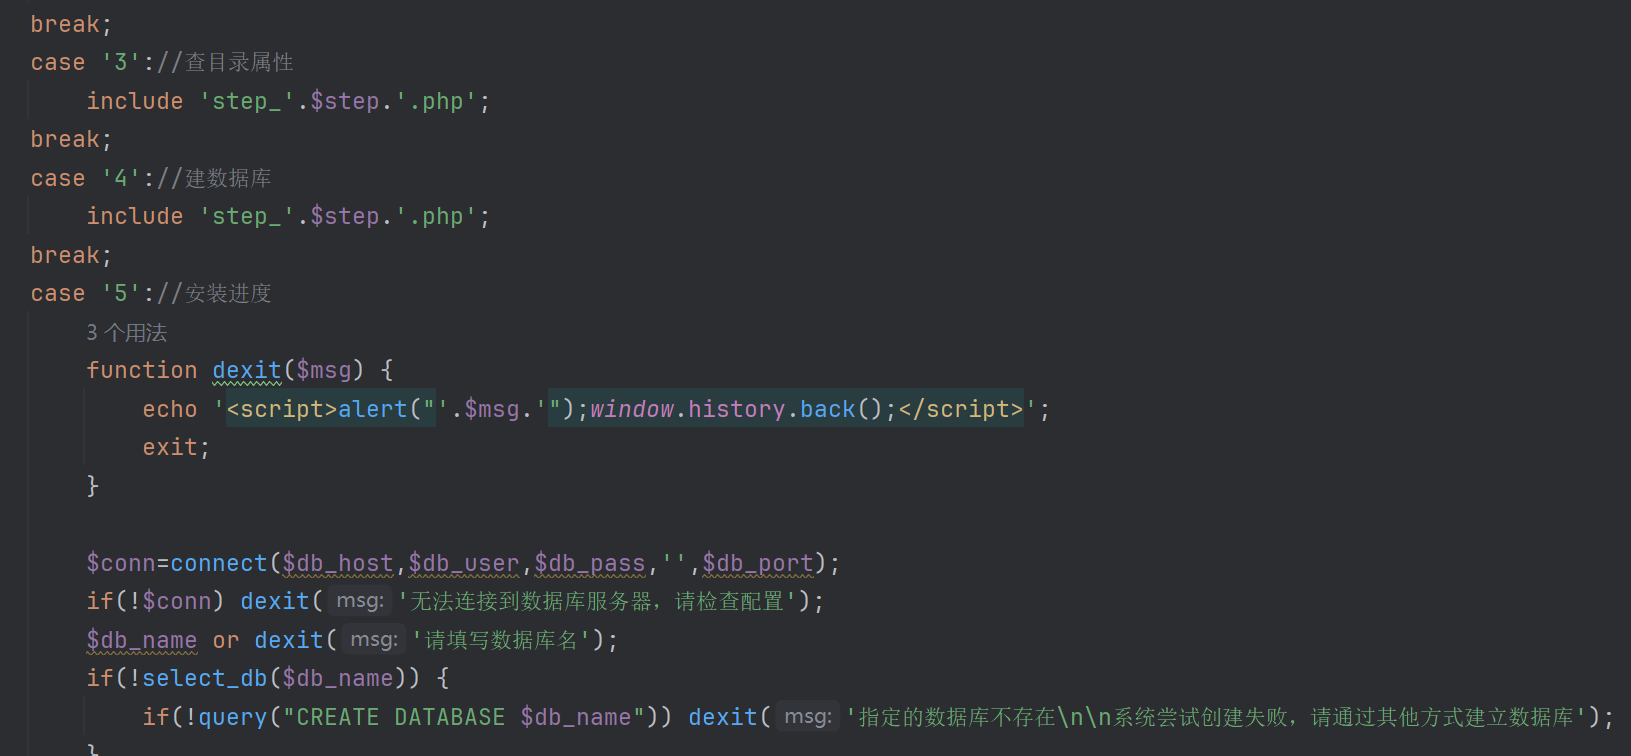 break;
case '3'://查目录属性
include 'step_'.$step.'.php';
break;
case '4'://建数据库
include 'step_'.$step.'.php';
break;
case '5'://安装进度
3 个用法
function dexit($msg) {
echo '<script>alert("'.$msg.'");window.history.back();</script>';
exit;
}
$conn=connect($db_host,$db_user,$db_pass,'',$db_port);
if(!$conn) dexit( msg: '无法连接到数据库服务器，请检查配置');
$db_name or dexit( msg: '请填写数据库名');
if(!select_db($db_name)) {
if(!query("CREATE DATABASE $db_name")) dexit( msg: '指定的数据库不存在\n\n系统尝试创建失败，请通过其他方式建立数据库');
}